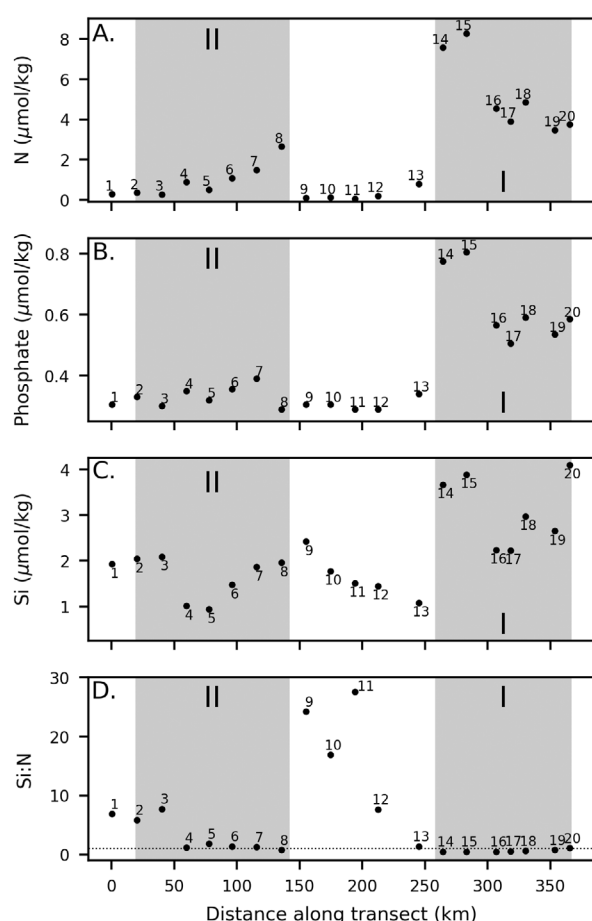 A.
II
I
N (μmol/kg)
8
6
4
2
0
1 2 3 4 5 6 7 8 9 10 11 12 13 14 15 16 17 18 19 20
B.
II
I
Phosphate (μmol/kg)
0.8
0.6
0.4
1 2 3 4 5 6 7 8 9 10 11 12 13 14 15 16 17 18 19 20
C.
II
I
Si (μmol/kg)
4
3
2
1
1 2 3 4 5 6 7 8 9 10 11 12 13 14 15 16 17 18 19 20
D.
II
I
Si:N
30
20
10
0
1 2 3 4 5 6 7 8 9 10 11 12 13 14 15 16 17 18 19 20
0 50 100 150 200 250 300 350
Distance along transect (km)